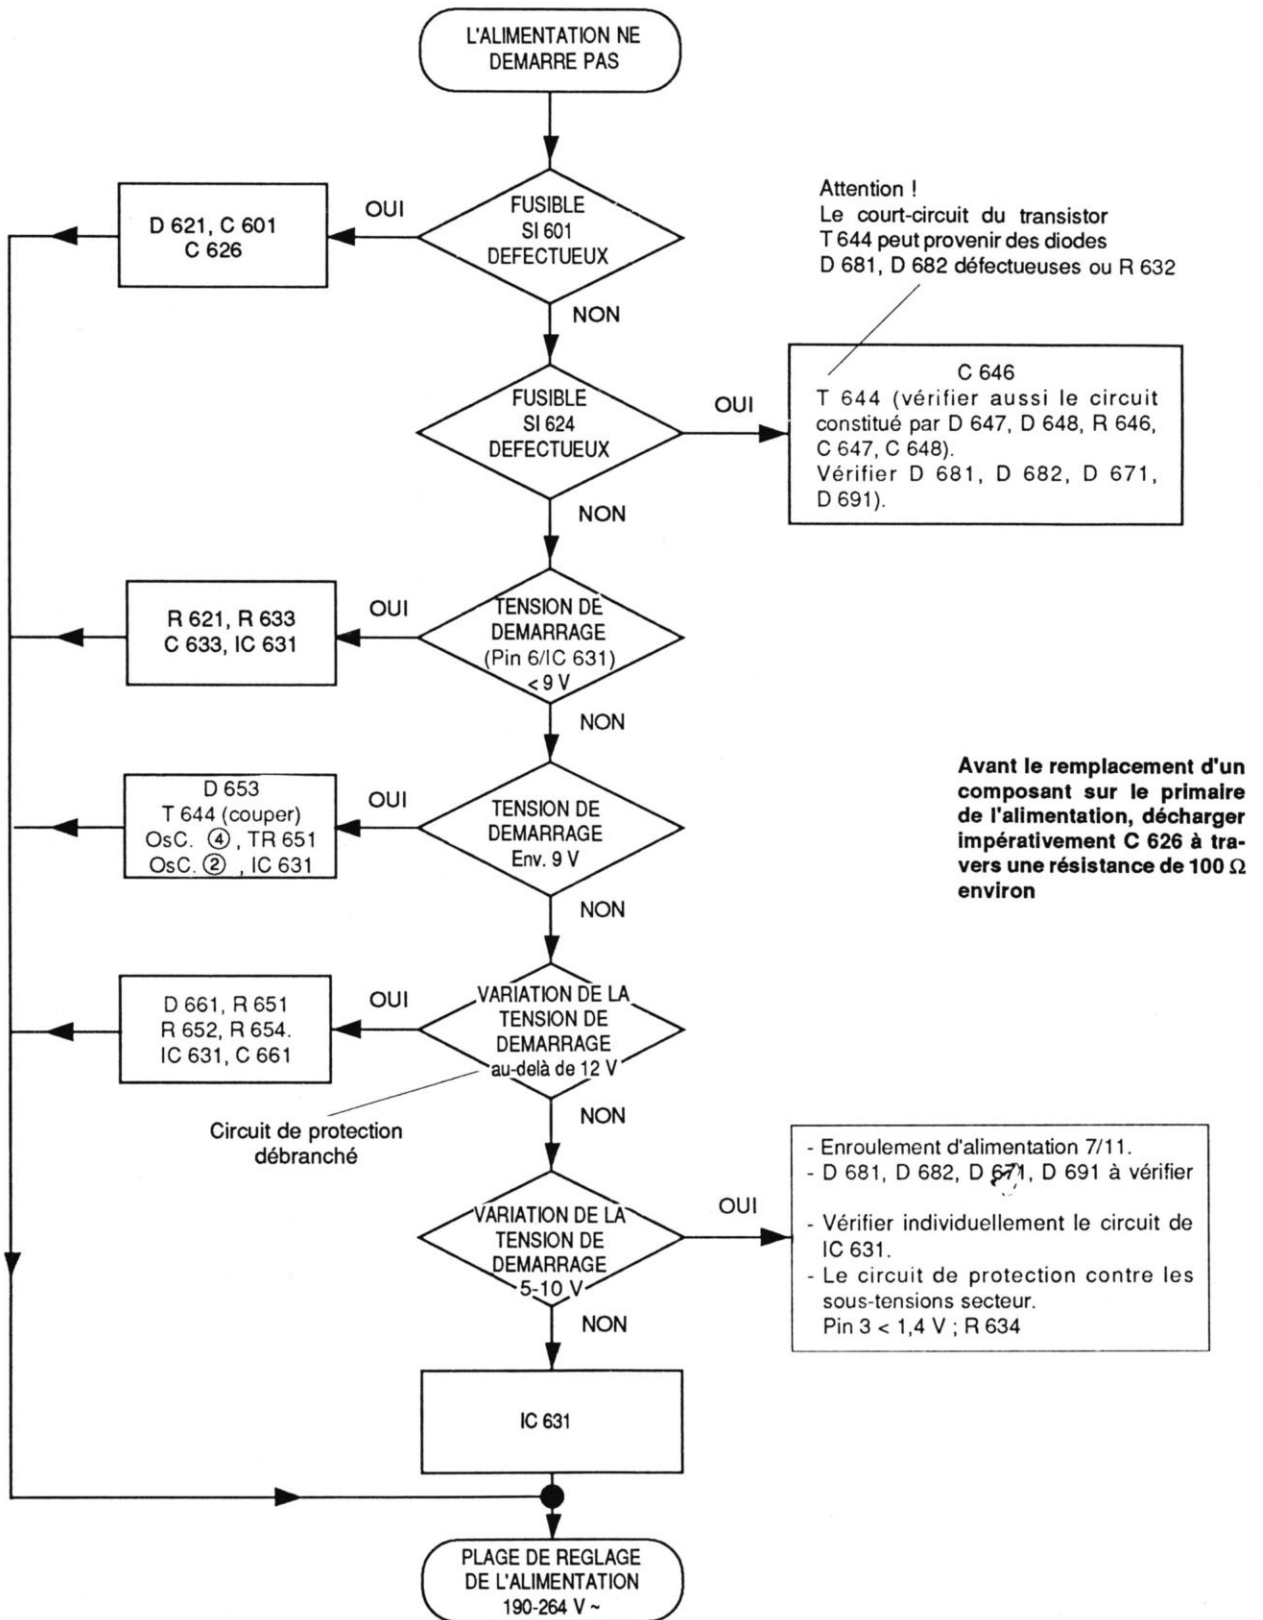 L'ALIMENTATION NE
DEMARRE PAS
FUSIBLE
SI 601
DEFECTUEUX
OUI
D 621, C 601
C 626
NON
Attention !
Le court-circuit du transistor
T 644 peut provenir des diodes
D 681, D 682 défectueuses ou R 632
FUSIBLE
SI 624
DEFECTUEUX
OUI
C 646
T 644 (vérifier aussi le circuit
constitué par D 647, D 648, R 646,
C 647, C 648).
Vérifier D 681, D 682, D 671,
D 691).
NON
TENSION DE
DEMARRAGE
(Pin 6/IC 631)
< 9 V
OUI
R 621, R 633
C 633, IC 631
NON
TENSION DE
DEMARRAGE
Env. 9 V
OUI
D 653
T 644 (couper)
OsC. ④, TR 651
OsC. ② , IC 631
Avant le remplacement d'un
composant sur le primaire
de l'alimentation, décharger
impérativement C 626 à tra-
vers une résistance de 100 Ω
environ
NON
VARIATION DE LA
TENSION DE
DEMARRAGE
au-delà de 12 V
OUI
D 661, R 651
R 652, R 654.
IC 631, C 661
Circuit de protection
débranché
NON
VARIATION DE LA
TENSION DE
DEMARRAGE
5-10 V
OUI
- Enroulement d'alimentation 7/11.
- D 681, D 682, D 671, D 691 à vérifier
- Vérifier individuellement le circuit de
IC 631.
- Le circuit de protection contre les
sous-tensions secteur.
Pin 3 < 1,4 V ; R 634
NON
IC 631
PLAGE DE REGLAGE
DE L'ALIMENTATION
190-264 V ~